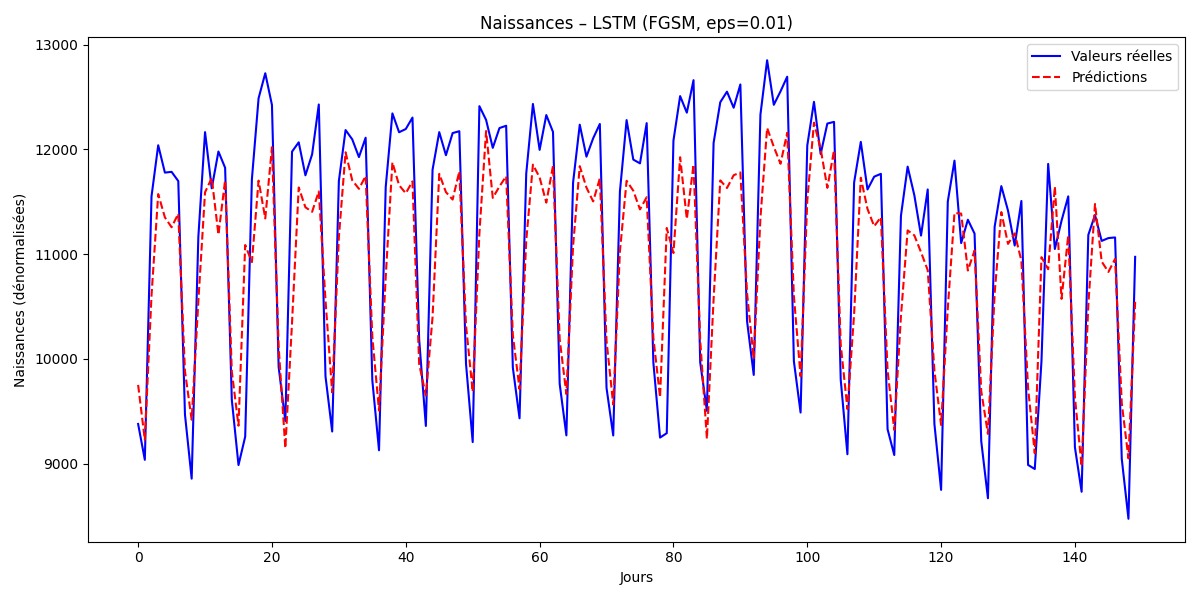 Naissances – LSTM (FGSM, eps=0.01)
Valeurs réelles
Prédictions
Naissances (dénormalisées)
13000
12000
11000
10000
9000
0 20 40 60 80 100 120 140
Jours